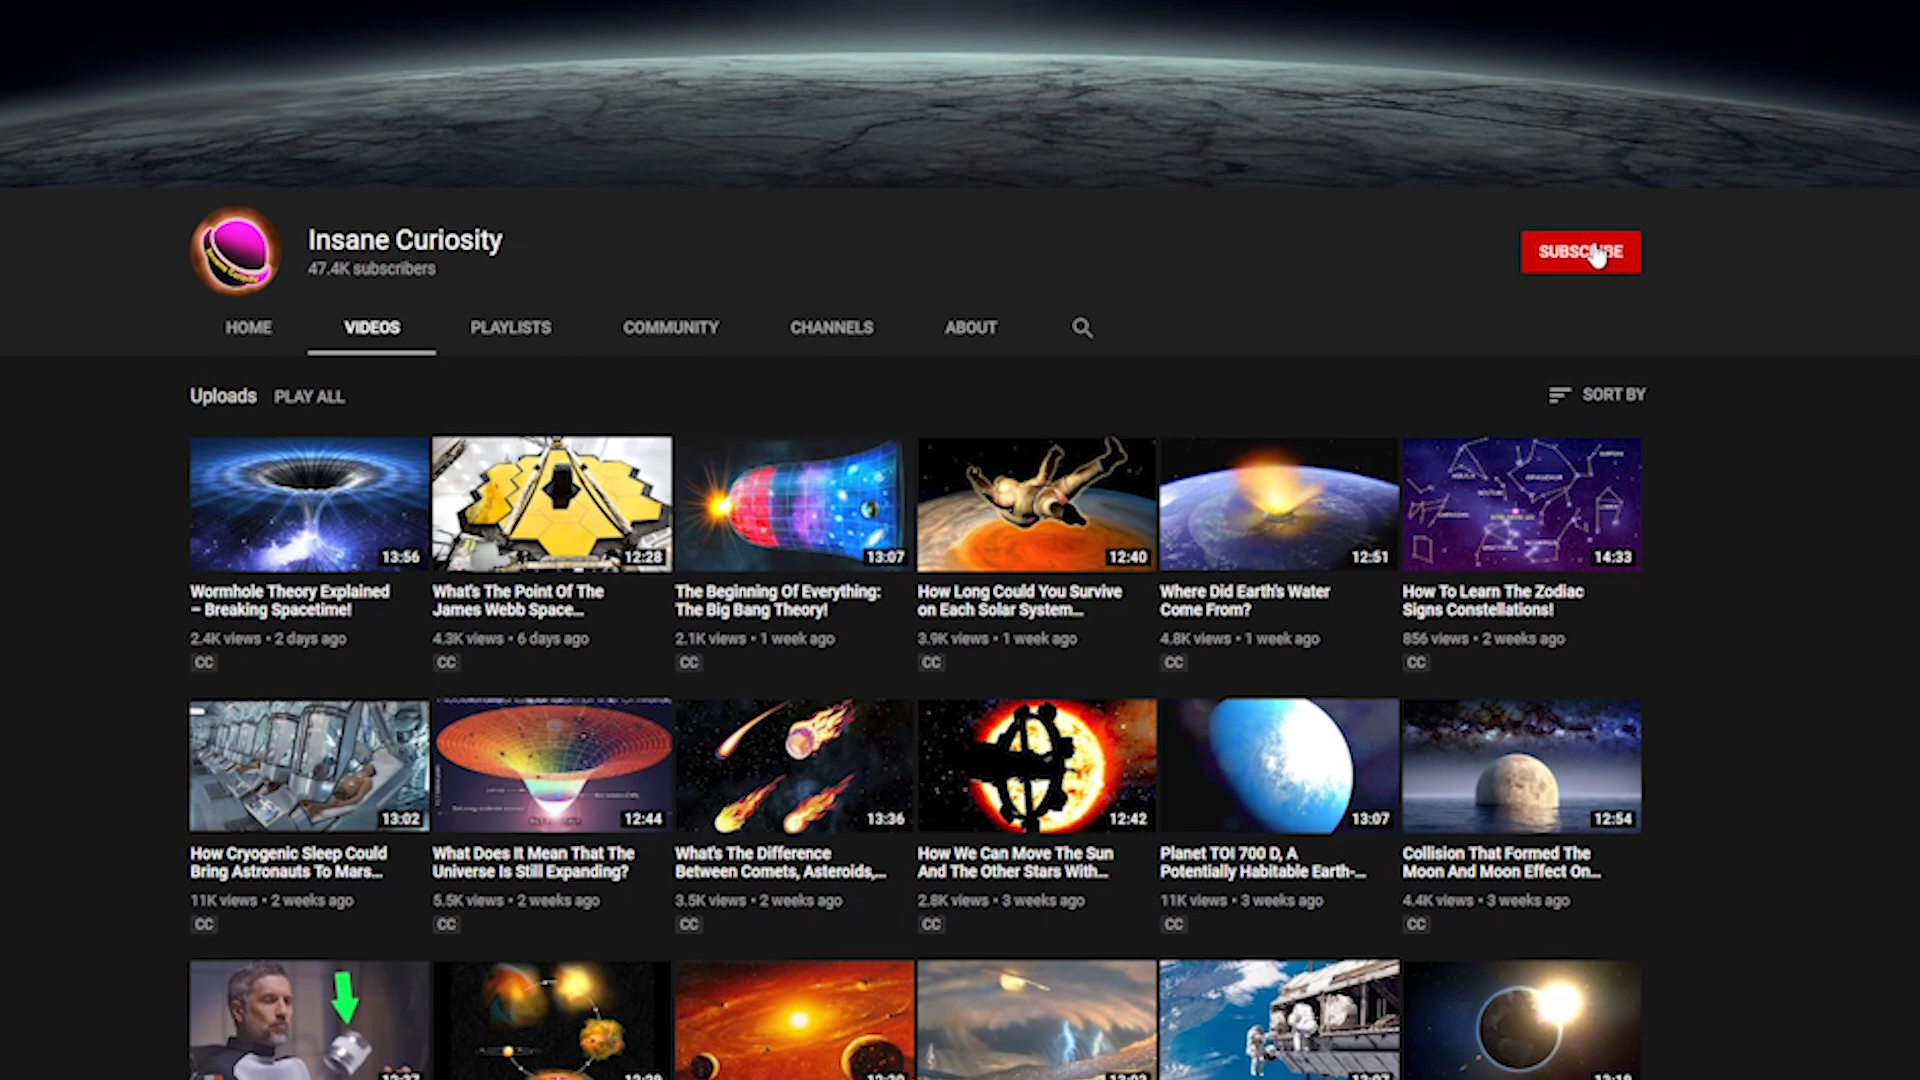 Insane Curiosity
47.4K subscribers
SUBSCRIBE
HOME VIDEOS PLAYLISTS COMMUNITY CHANNELS ABOUT
Uploads PLAY ALL
SORT BY
13:56
12:28
13:07
12:40
12:51
14:33
Wormhole Theory Explained
– Breaking Spacetime!
2.4K views • 2 days ago
CC
What's The Point Of The
James Webb Space...
4.3K views • 6 days ago
CC
The Beginning Of Everything:
The Big Bang Theory!
2.1K views • 1 week ago
CC
How Long Could You Survive
on Each Solar System...
3.9K views • 1 week ago
CC
Where Did Earth's Water
Come From?
4.8K views • 1 week ago
CC
How To Learn The Zodiac
Signs Constellations!
856 views • 2 weeks ago
CC
13:02
12:44
13:36
12:42
13:07
12:54
How Cryogenic Sleep Could
Bring Astronauts To Mars...
11K views • 2 weeks ago
CC
What Does It Mean That The
Universe Is Still Expanding?
5.5K views • 2 weeks ago
CC
What's The Difference
Between Comets, Asteroids,...
3.5K views • 2 weeks ago
CC
How We Can Move The Sun
And The Other Stars With...
2.8K views • 3 weeks ago
CC
Planet TOI 700 D, A
Potentially Habitable Earth-...
11K views • 3 weeks ago
CC
Collision That Formed The
Moon And Moon Effect On...
4.4K views • 3 weeks ago
CC